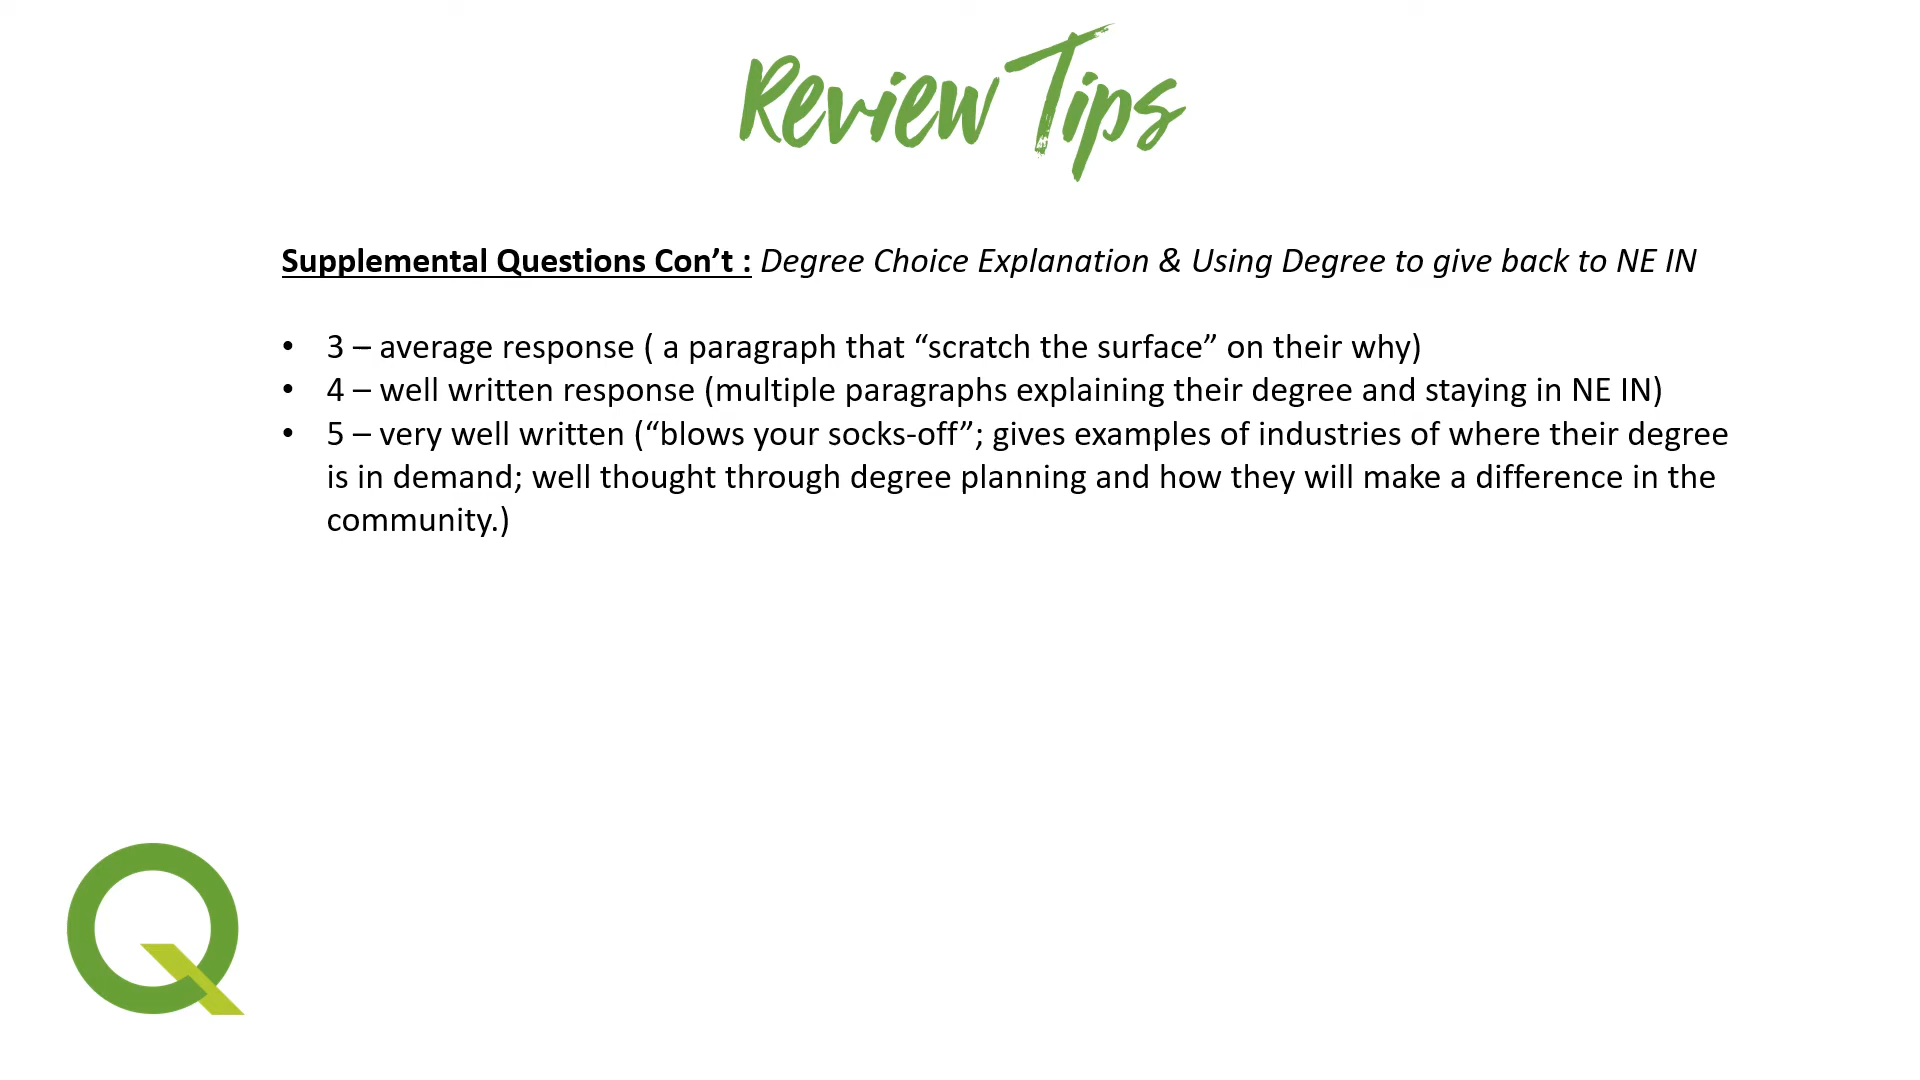 Review Tips
Supplemental Questions Con’t : Degree Choice Explanation & Using Degree to give back to NE IN
• 3 – average response ( a paragraph that “scratch the surface” on their why)
• 4 – well written response (multiple paragraphs explaining their degree and staying in NE IN)
• 5 – very well written (“blows your socks-off”; gives examples of industries of where their degree
is in demand; well thought through degree planning and how they will make a difference in the
community.)
Q